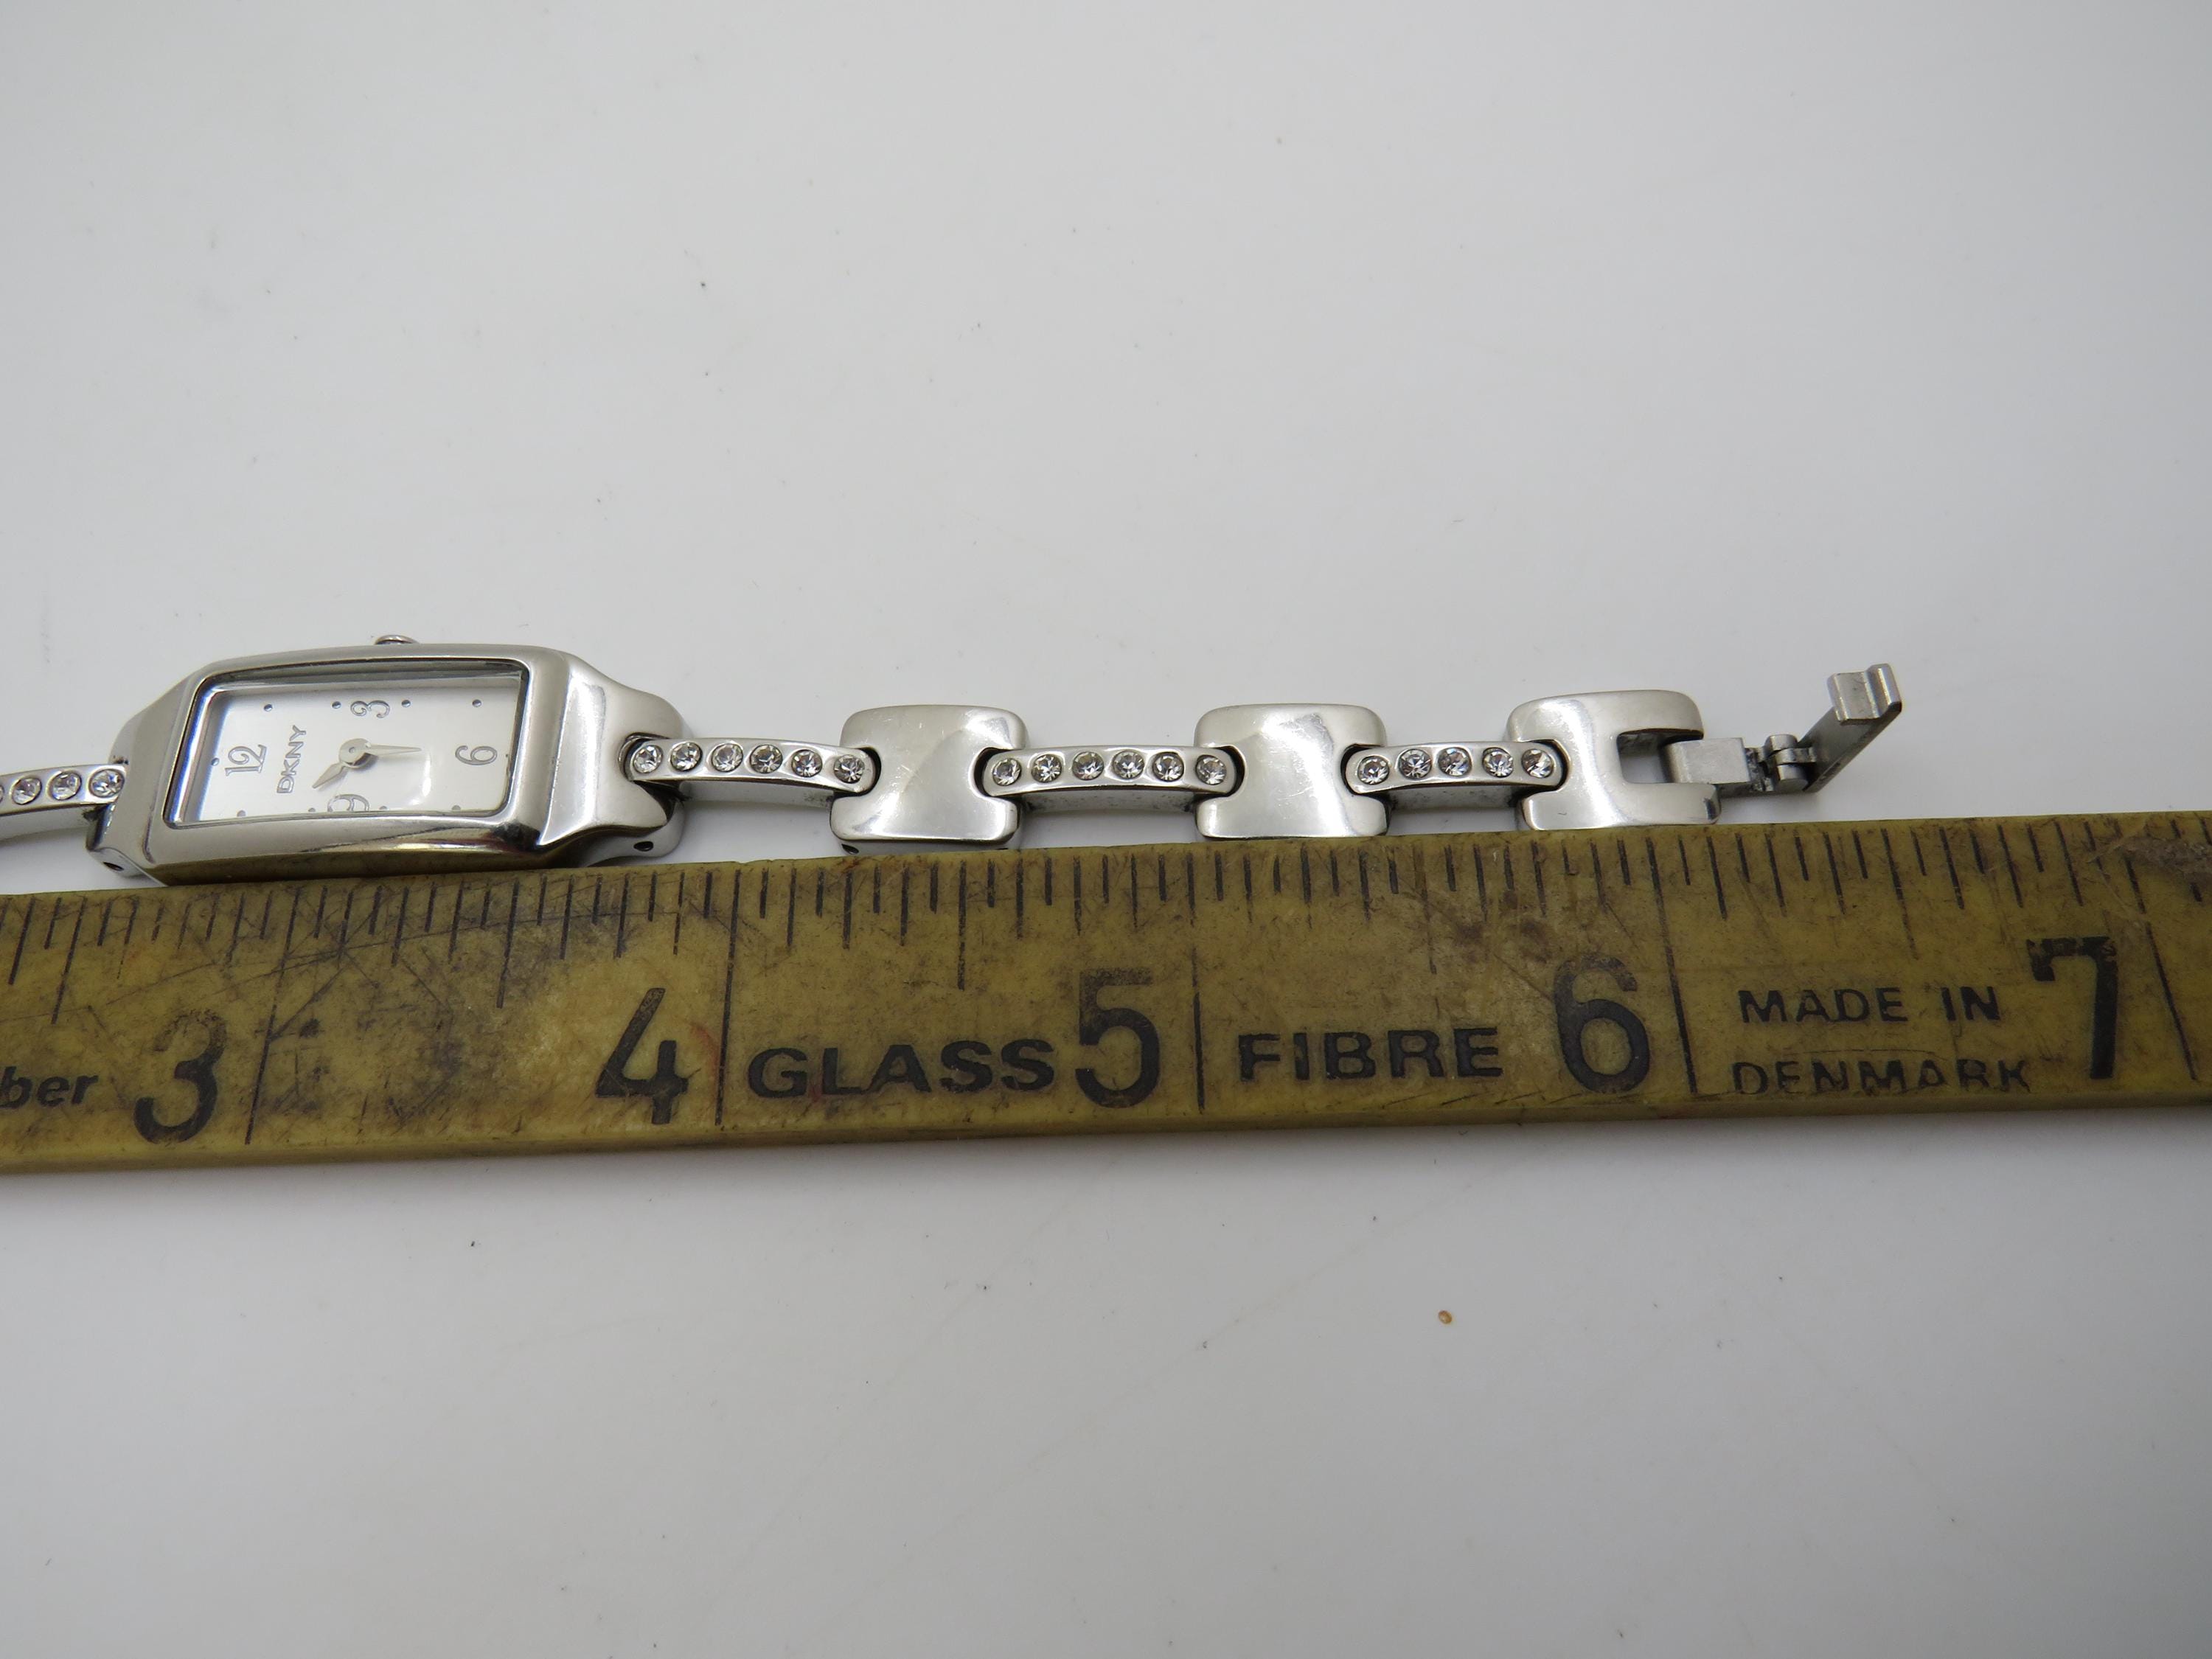 12
DKNY
3
6
9
ber 3 4 GLASS 5 FIBRE 6 MADE IN 7
DENMARK